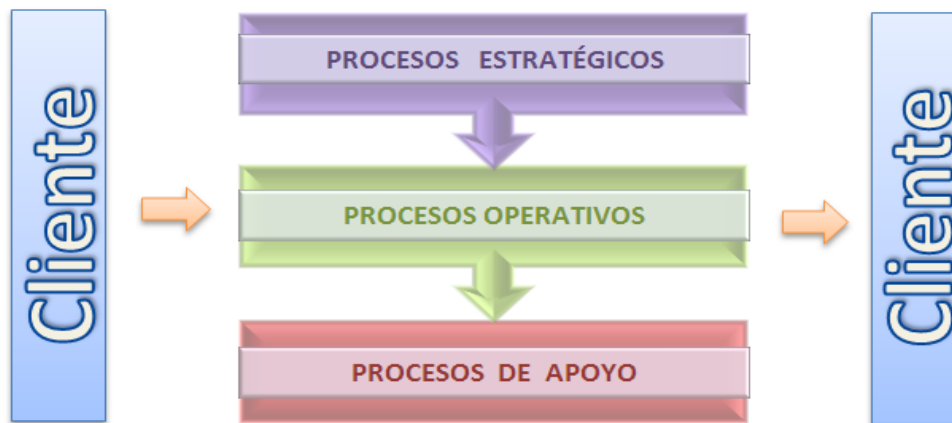 Cliente
PROCESOS ESTRATÉGICOS
PROCESOS OPERATIVOS
PROCESOS DE APOYO
Cliente